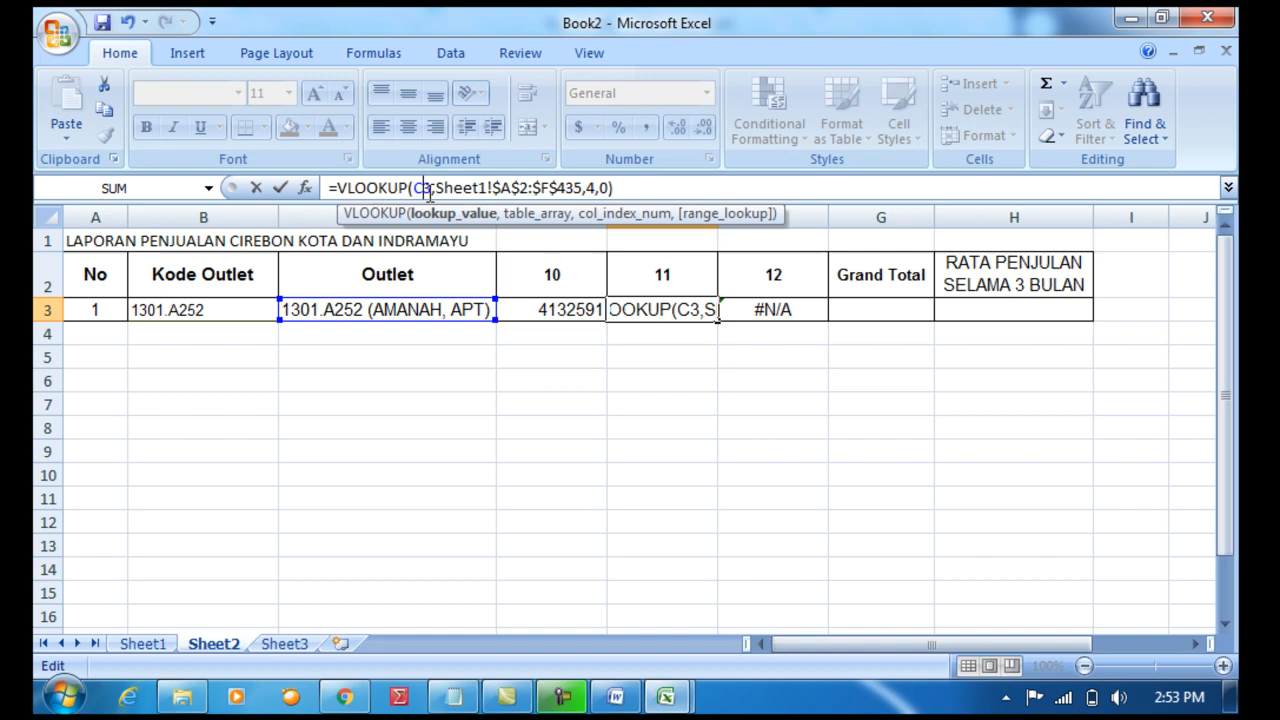 Book2 - Microsoft Excel
Home Insert Page Layout Formulas Data Review View
Paste
11
General
Conditional Formatting
Format as Table
Cell Styles
Insert
Delete
Format
Sort & Filter
Find & Select
Clipboard Font Alignment Number Styles Cells Editing
SUM =VLOOKUP(C3,Sheet1!$A$2:$F$435,4,0)
VLOOKUP(lookup_value, table_array, col_index_num, [range_lookup])
A B G H I J
1 LAPORAN PENJUALAN CIREBON KOTA DAN INDRAMAYU
2 No Kode Outlet Outlet 10 11 12 Grand Total RATA PENJULAN SELAMA 3 BULAN
3 1 1301.A252 1301.A252 (AMANAH, APT) 4132591 OOKUP(C3,S #N/A
4
5
6
7
8
9
10
11
12
13
14
15
16
Sheet1 Sheet2 Sheet3
Edit 100%
2:53 PM